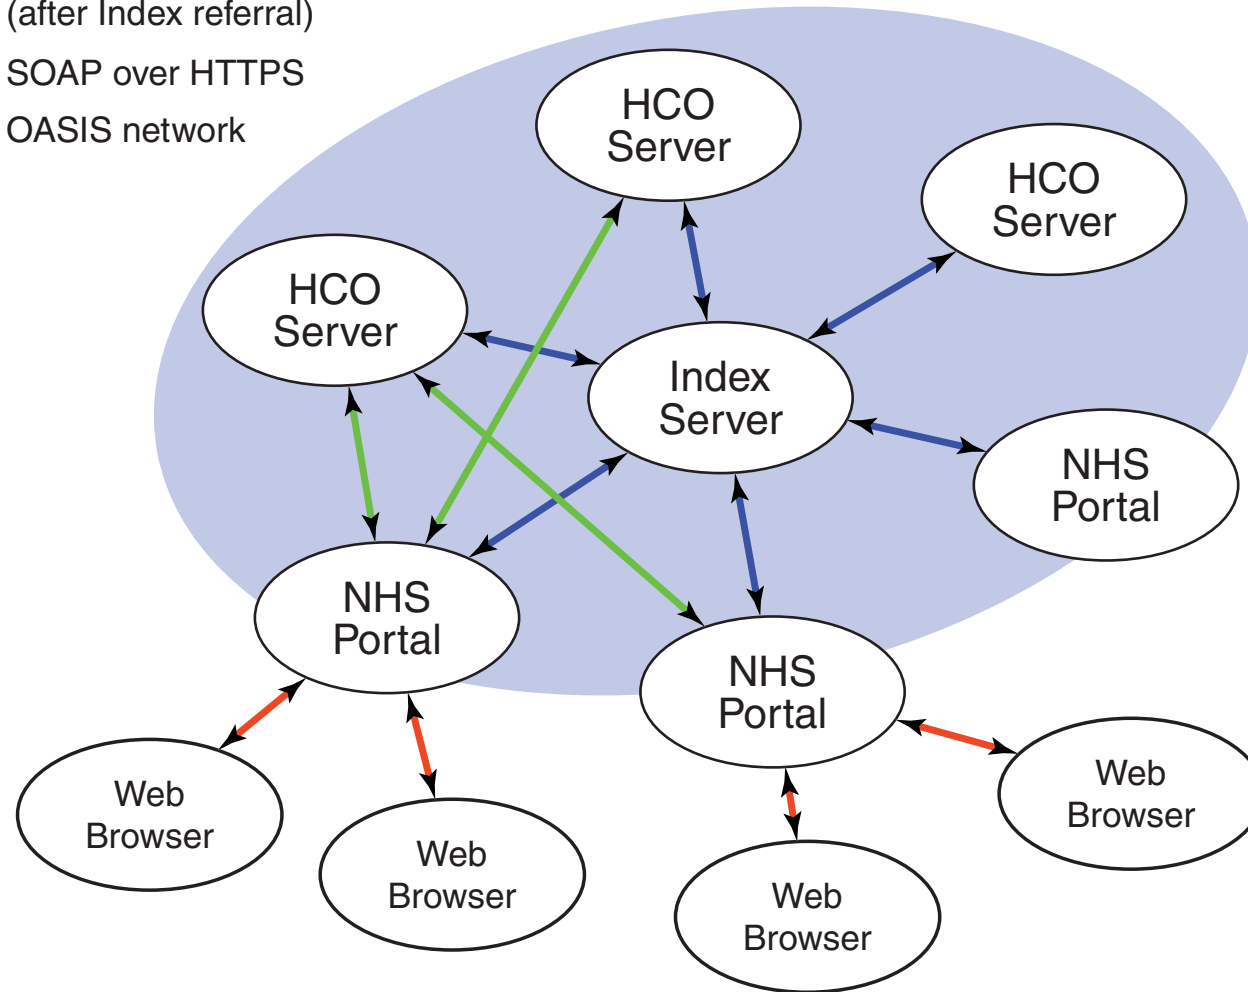 (after Index referral)
SOAP over HTTPS
OASIS network
HCO
Server
HCO
Server
HCO
Server
Index
Server
NHS
Portal
NHS
Portal
NHS
Portal
Web
Browser
Web
Browser
Web
Browser
Web
Browser